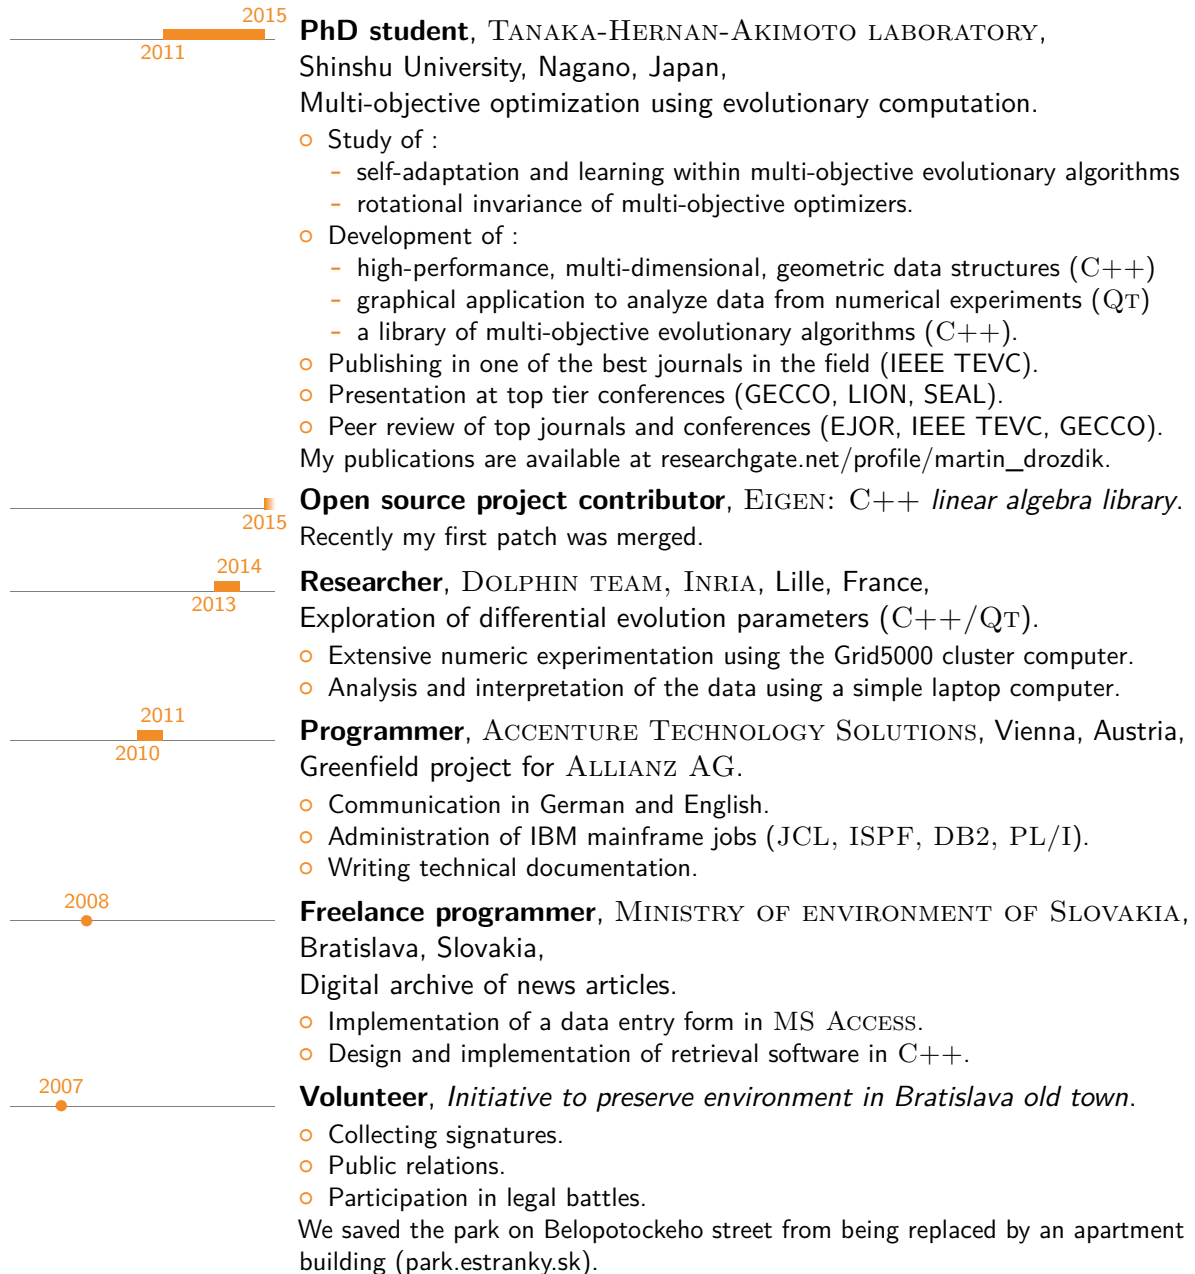 2015
2011
PhD student, Tanaka-Hernan-Akimoto laboratory,
Shinshu University, Nagano, Japan,
Multi-objective optimization using evolutionary computation.
Study of :
- self-adaptation and learning within multi-objective evolutionary algorithms
- rotational invariance of multi-objective optimizers.
Development of :
- high-performance, multi-dimensional, geometric data structures (C++)
- graphical application to analyze data from numerical experiments (Qt)
- a library of multi-objective evolutionary algorithms (C++).
Publishing in one of the best journals in the field (IEEE TEVC).
Presentation at top tier conferences (GECCO, LION, SEAL).
Peer review of top journals and conferences (EJOR, IEEE TEVC, GECCO).
My publications are available at researchgate.net/profile/martin_drozdik.
2015
Open source project contributor, Eigen: C++ linear algebra library.
Recently my first patch was merged.
2014
2013
Researcher, Dolphin team, Inria, Lille, France,
Exploration of differential evolution parameters (C++/Qt).
Extensive numeric experimentation using the Grid5000 cluster computer.
Analysis and interpretation of the data using a simple laptop computer.
2011
2010
Programmer, Accenture Technology Solutions, Vienna, Austria,
Greenfield project for Allianz AG.
Communication in German and English.
Administration of IBM mainframe jobs (JCL, ISPF, DB2, PL/I).
Writing technical documentation.
2008
Freelance programmer, Ministry of environment of Slovakia,
Bratislava, Slovakia,
Digital archive of news articles.
Implementation of a data entry form in MS Access.
Design and implementation of retrieval software in C++.
2007
Volunteer, Initiative to preserve environment in Bratislava old town.
Collecting signatures.
Public relations.
Participation in legal battles.
We saved the park on Belopotockeho street from being replaced by an apartment
building (park.estranky.sk).